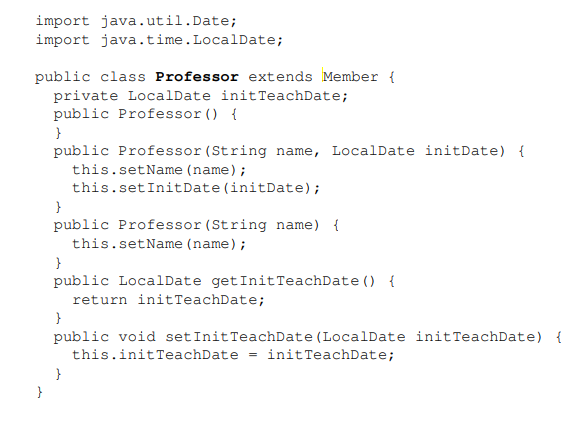 import java.util.Date;
import java.time.LocalDate;

public class Professor extends Member {
  private LocalDate initTeachDate;
  public Professor() {
  }
  public Professor(String name, LocalDate initDate) {
    this.setName(name);
    this.setInitDate(initDate);
  }
  public Professor(String name) {
    this.setName(name);
  }
  public LocalDate getInitTeachDate() {
    return initTeachDate;
  }
  public void setInitTeachDate(LocalDate initTeachDate) {
    this.initTeachDate = initTeachDate;
  }
}